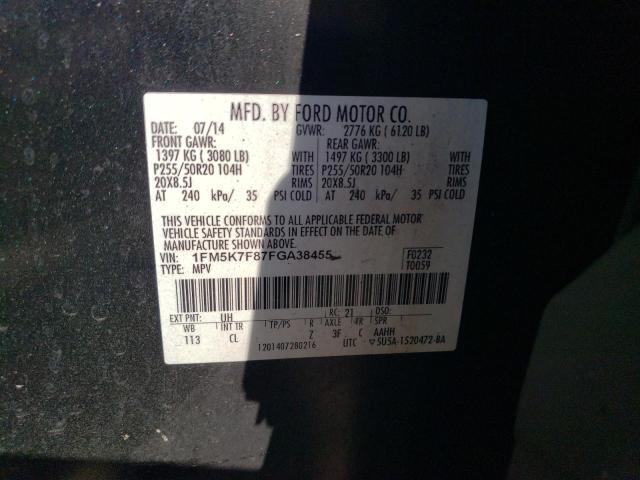 MFD. BY FORD MOTOR CO.
DATE: 07/14 GVWR: 2776 KG ( 6120 LB)
FRONT GAWR: REAR GAWR:
1397 KG ( 3080 LB) WITH 1497 KG ( 3300 LB) WITH
P255/50R20 104H TIRES P255/50R20 104H TIRES
20X8.5J RIMS 20X8.5J RIMS
AT 240 kPa/ 35 PSI COLD AT 240 kPa/ 35 PSI COLD
THIS VEHICLE CONFORMS TO ALL APPLICABLE FEDERAL MOTOR
VEHICLE SAFETY STANDARDS IN EFFECT ON THE DATE OF
MANUFACTURE SHOWN ABOVE.
VIN: 1FM5K7F87FGA38455 F0232
TYPE: MPV T0059
EXT PNT: UH RC: 21 DSO:
WB INT TR TP/PS R AXLE FR SPR
113 CL Z 3F C AAHH
1201407280216 UTC ▽5U5A-1520472-BA